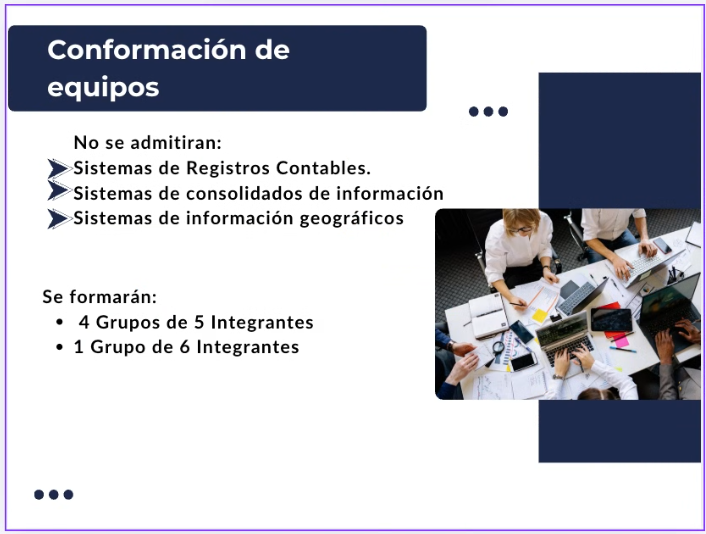 Conformación de
equipos
No se admitiran:
Sistemas de Registros Contables.
Sistemas de consolidados de información
Sistemas de información geográficos
Se formarán:
• 4 Grupos de 5 Integrantes
• 1 Grupo de 6 Integrantes